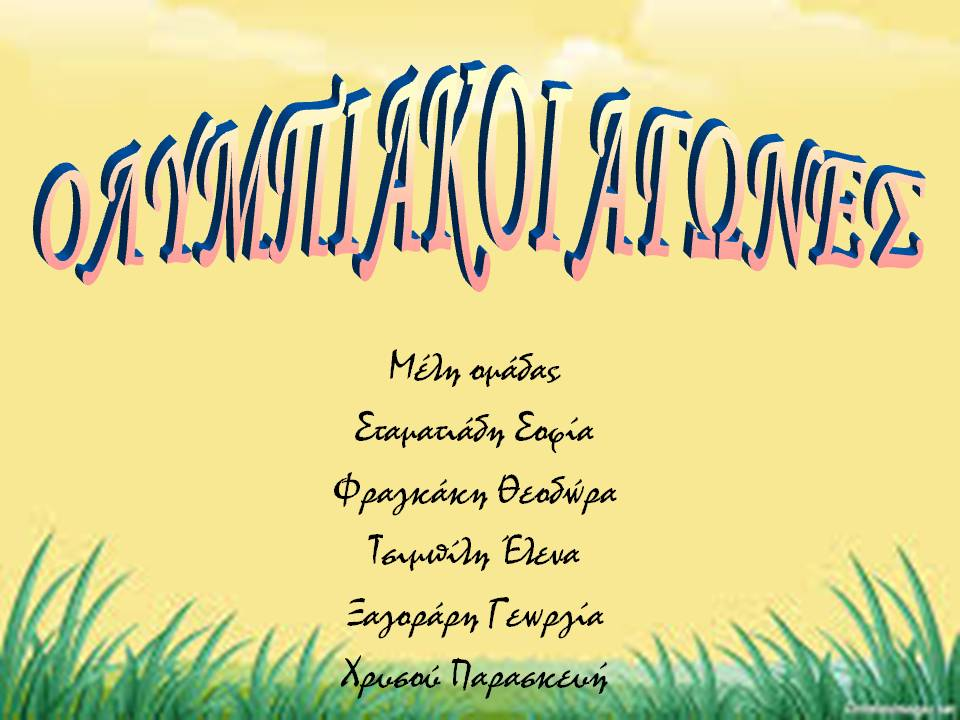 ΟΛΥΜΠΙΑΚΟΙ ΑΓΩΝΕΣ
Μέλη ομάδας
Σταματιάδη Σοφία
Φραγκάκη Θεοδώρα
Τσιμπίλη Έλενα
Ξαγοράρη Γεωργία
Χρυσού Παρασκευή